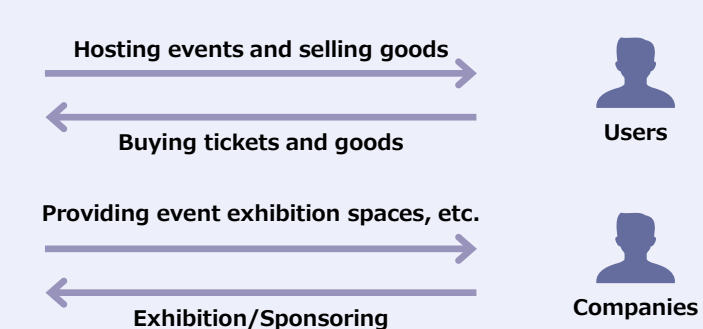 Hosting events and selling goods
Buying tickets and goods
Users
Providing event exhibition spaces, etc.
Exhibition/Sponsoring
Companies